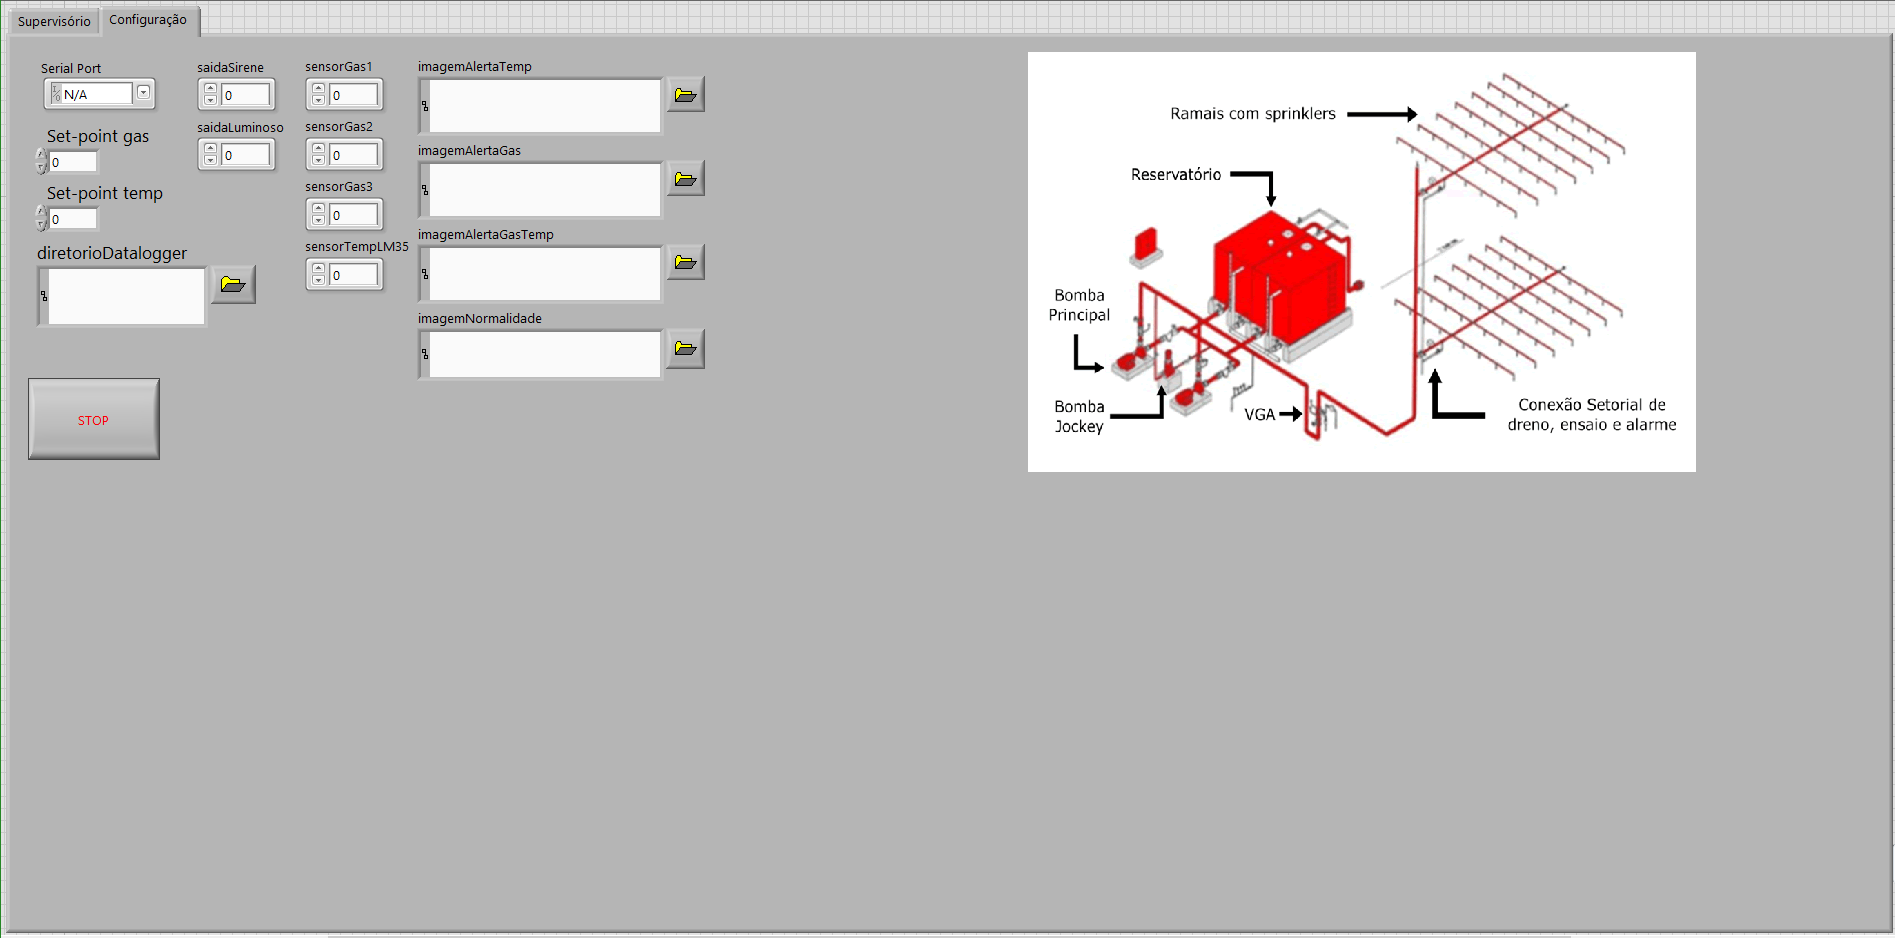 Supervisório
Configuração
Serial Port
N/A
Set-point gas
0
Set-point temp
0
diretorioDatalogger
STOP
saidaSirene
0
saidaLuminoso
0
sensorGas1
0
sensorGas2
0
sensorGas3
0
sensorTempLM35
0
imagemAlertaTemp
imagemAlertaGas
imagemAlertaGasTemp
imagemNormalidade
Ramais com sprinklers
Reservatório
Bomba
Principal
Bomba
Jockey
VGA
Conexão Setorial de
dreno, ensaio e alarme